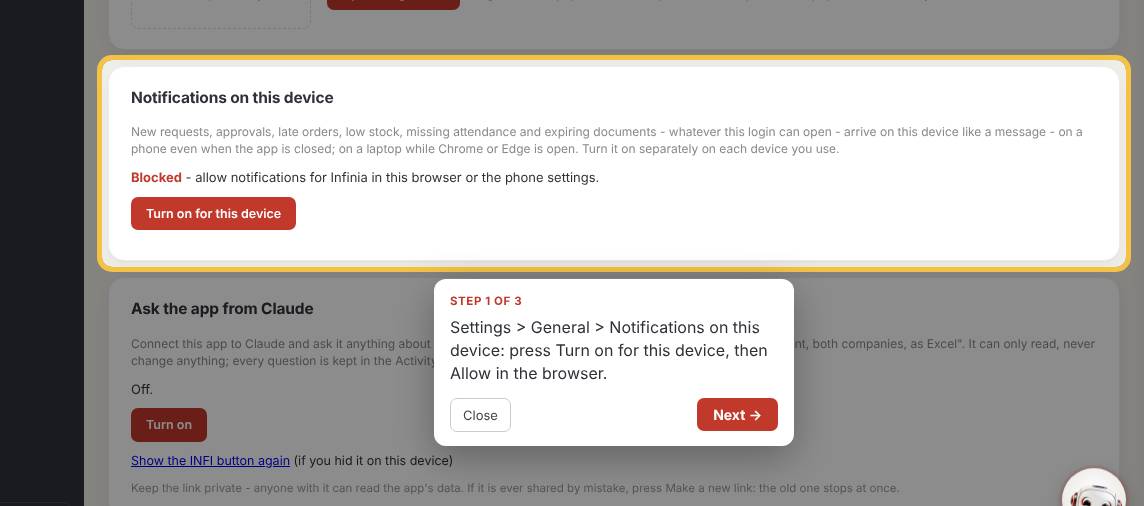 Notifications on this device
New requests, approvals, late orders, low stock, missing attendance and expiring documents - whatever this login can open - arrive on this device like a message - on a
phone even when the app is closed; on a laptop while Chrome or Edge is open. Turn it on separately on each device you use.
Blocked - allow notifications for Infinia in this browser or the phone settings.
Turn on for this device
STEP 1 OF 3
Settings > General > Notifications on this
device: press Turn on for this device, then
Allow in the browser.
Close
Next →
Ask the app from Claude
Connect this app to Claude and ask it anything about
nt, both companies, as Excel". It can only read, never
change anything; every question is kept in the Activity
Off.
Turn on
Show the INFI button again (if you hid it on this device)
Keep the link private - anyone with it can read the app's data. If it is ever shared by mistake, press Make a new link: the old one stops at once.